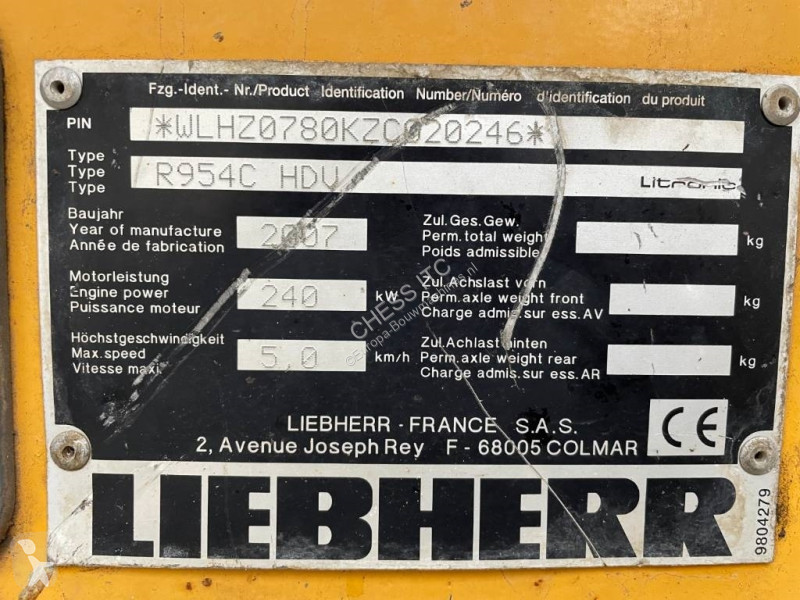 Fzg.-Ident.- Nr./Product Identification Number/Numéro d'identification du produit
PIN *WLHZ0780KZC020246*
Type
Type R954C HDV Litronic
Type
Baujahr
Year of manufacture 2007
Année de fabrication
Zul.Ges.Gew.
Perm.total weight kg
Poids admissible
Motorleistung
Engine power 240 kW
Puissance moteur
Zul.Achslast vorn
Perm.axle weight front kg
Charge admis.sur ess.AV
Höchstgeschwindigkeit
Max.speed 5,0 km/h
Vitesse maxi.
Zul.Achlast hinten
Perm.axle weight rear kg
Charge admis.sur ess.AR
CHESS ITC
©Europa-Bouwmachine.nl
LIEBHERR - FRANCE S.A.S.
2, Avenue Joseph Rey F - 68005 COLMAR
CE
LIEBHERR
9804279